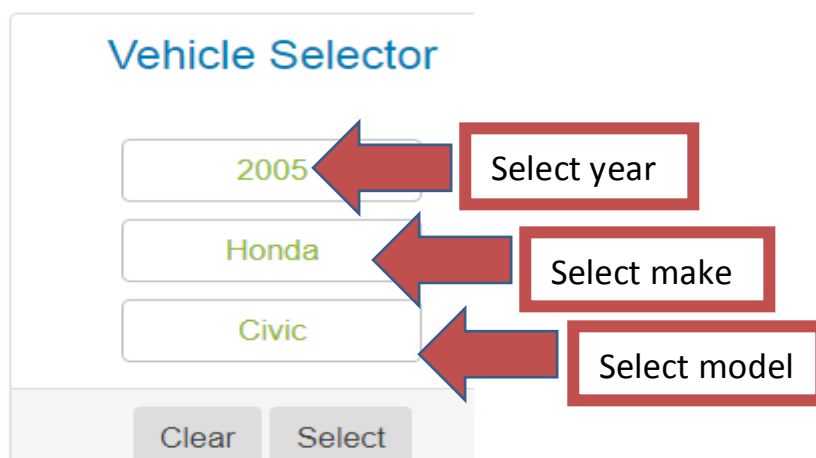 Vehicle Selector
2005
Select year
Honda
Select make
Civic
Select model
Clear Select